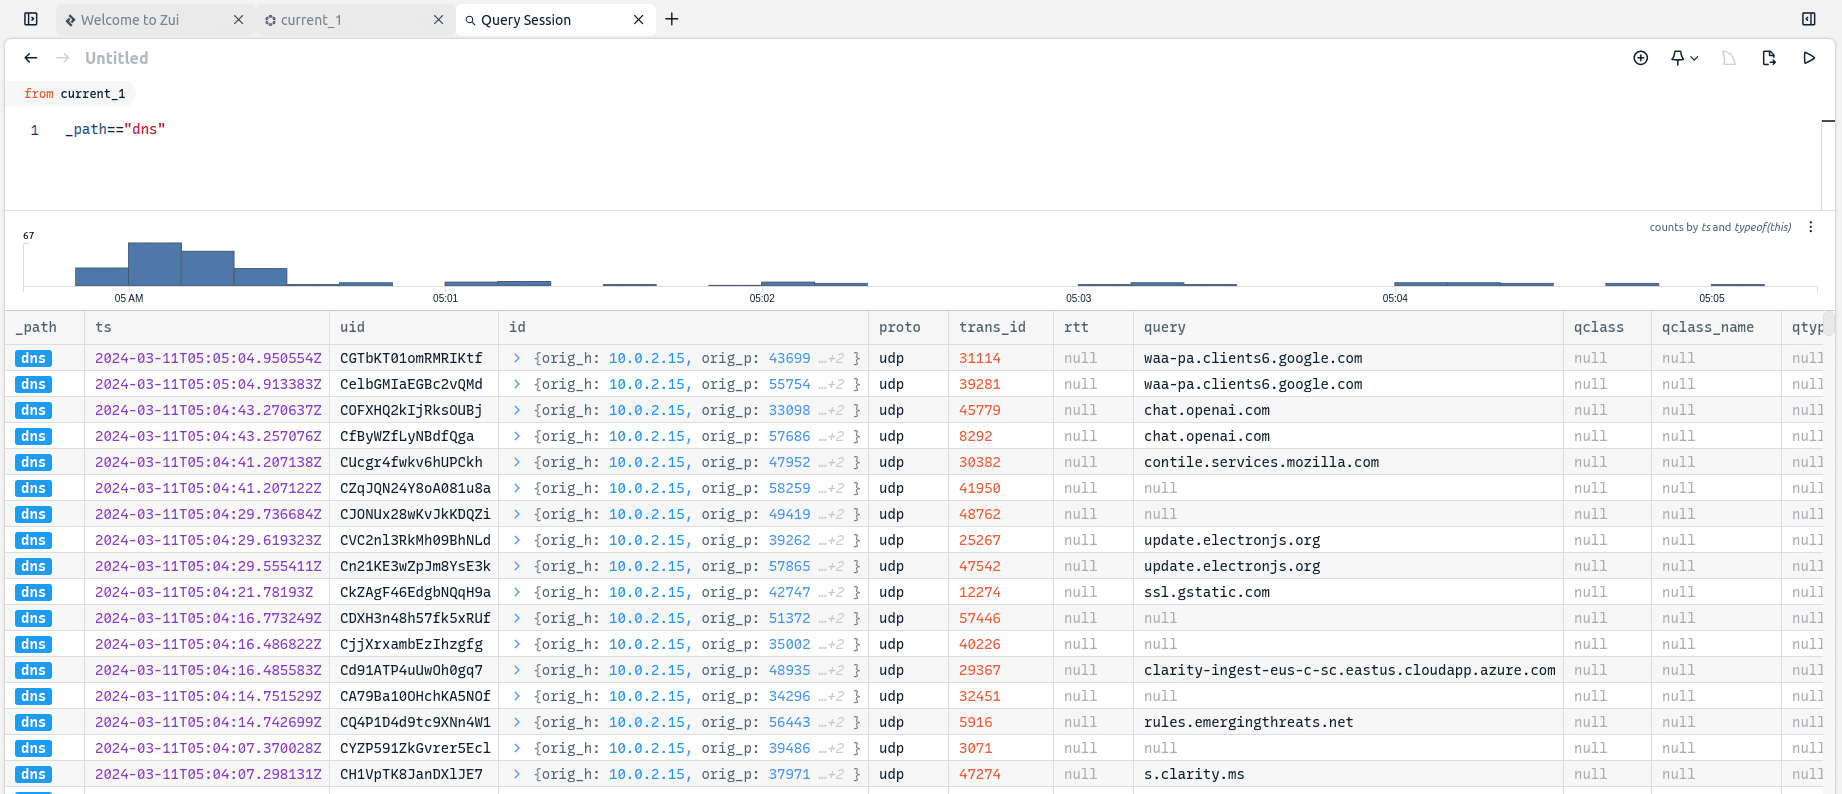 Welcome to Zui
current_1
Query Session
Untitled
from current_1
1 _path=="dns"
67
counts by ts and typeof(this)
05 AM 05:01 05:02 05:03 05:04 05:05
_path ts uid id proto trans_id rtt query qclass qclass_name qtyp
dns 2024-03-11T05:05:04.950554Z CGTbKT01omRMRIKtf > {orig_h: 10.0.2.15, orig_p: 43699 …+2 } udp 31114 null waa-pa.clients6.google.com null null null
dns 2024-03-11T05:05:04.913383Z CelbGMIaEGBc2vQMd > {orig_h: 10.0.2.15, orig_p: 55754 …+2 } udp 39281 null waa-pa.clients6.google.com null null null
dns 2024-03-11T05:04:43.270637Z COFXHQ2kIjRksOUBj > {orig_h: 10.0.2.15, orig_p: 33098 …+2 } udp 45779 null chat.openai.com null null null
dns 2024-03-11T05:04:43.257076Z CfByWZfLyNBdfQga > {orig_h: 10.0.2.15, orig_p: 57686 …+2 } udp 8292 null chat.openai.com null null null
dns 2024-03-11T05:04:41.207138Z CUcgr4fwkv6hUPCkh > {orig_h: 10.0.2.15, orig_p: 47952 …+2 } udp 30382 null contile.services.mozilla.com null null null
dns 2024-03-11T05:04:41.207122Z CZqJQN24Y8oA081u8a > {orig_h: 10.0.2.15, orig_p: 58259 …+2 } udp 41950 null null null null null
dns 2024-03-11T05:04:29.736684Z CJONUx28wKvJkKDQZi > {orig_h: 10.0.2.15, orig_p: 49419 …+2 } udp 48762 null null null null null
dns 2024-03-11T05:04:29.619323Z CVC2nl3RkMh09BhNLd > {orig_h: 10.0.2.15, orig_p: 39262 …+2 } udp 25267 null update.electronjs.org null null null
dns 2024-03-11T05:04:29.555411Z Cn21KE3wZpJm8YsE3k > {orig_h: 10.0.2.15, orig_p: 57865 …+2 } udp 47542 null update.electronjs.org null null null
dns 2024-03-11T05:04:21.78193Z CkZAgF46EdgbNQqH9a > {orig_h: 10.0.2.15, orig_p: 42747 …+2 } udp 12274 null ssl.gstatic.com null null null
dns 2024-03-11T05:04:16.773249Z CDXH3n48h57fk5xRUf > {orig_h: 10.0.2.15, orig_p: 51372 …+2 } udp 57446 null null null null null
dns 2024-03-11T05:04:16.486822Z CjjXrxambEzIhzgfg > {orig_h: 10.0.2.15, orig_p: 35002 …+2 } udp 40226 null null null null null
dns 2024-03-11T05:04:16.485583Z Cd91ATP4uUwOh0gq7 > {orig_h: 10.0.2.15, orig_p: 48935 …+2 } udp 29367 null clarity-ingest-eus-c-sc.eastus.cloudapp.azure.com null null null
dns 2024-03-11T05:04:14.751529Z CA79Ba10OHchKA5NOf > {orig_h: 10.0.2.15, orig_p: 34296 …+2 } udp 32451 null null null null null
dns 2024-03-11T05:04:14.742699Z CQ4P1D4d9tc9XNn4W1 > {orig_h: 10.0.2.15, orig_p: 56443 …+2 } udp 5916 null rules.emergingthreats.net null null null
dns 2024-03-11T05:04:07.370028Z CYZP591ZkGvrer5Ecl > {orig_h: 10.0.2.15, orig_p: 39486 …+2 } udp 3071 null null null null null
dns 2024-03-11T05:04:07.298131Z CH1VpTK8JanDXlJE7 > {orig_h: 10.0.2.15, orig_p: 37971 …+2 } udp 47274 null s.clarity.ms null null null